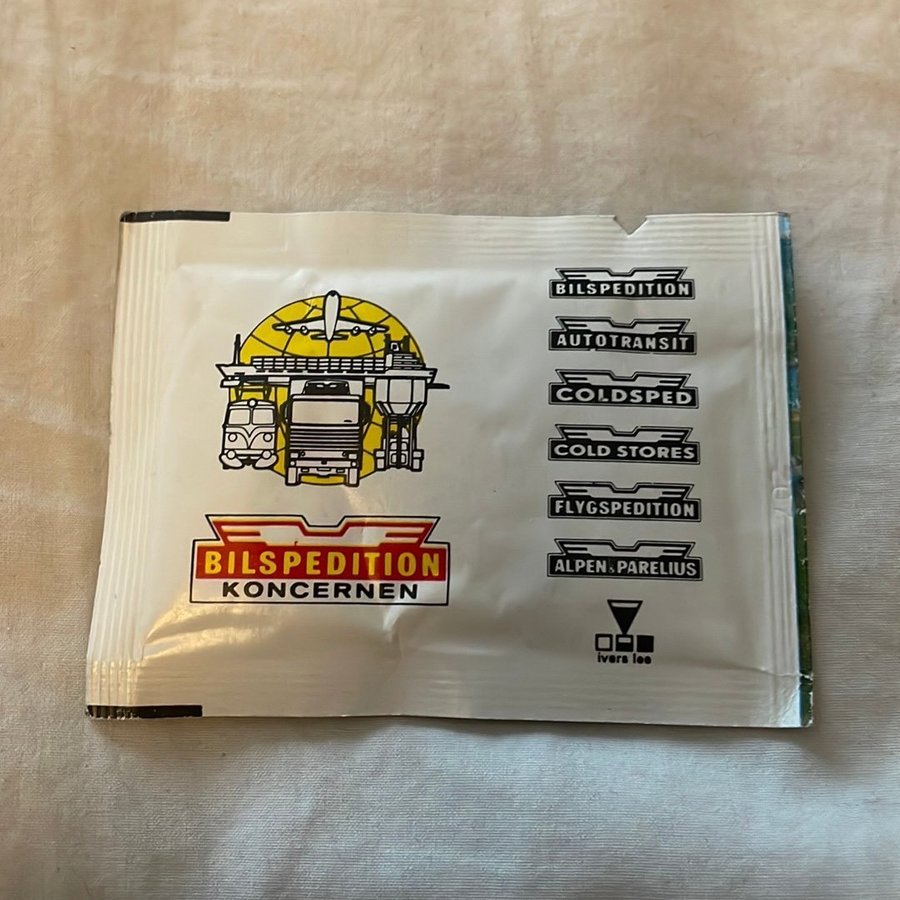 BILSPEDITION
KONCERNEN
BILSPEDITION
AUTOTRANSIT
COLDSPED
COLD STORES
FLYGSPEDITION
ALPEN & PARELIUS
ivers lee